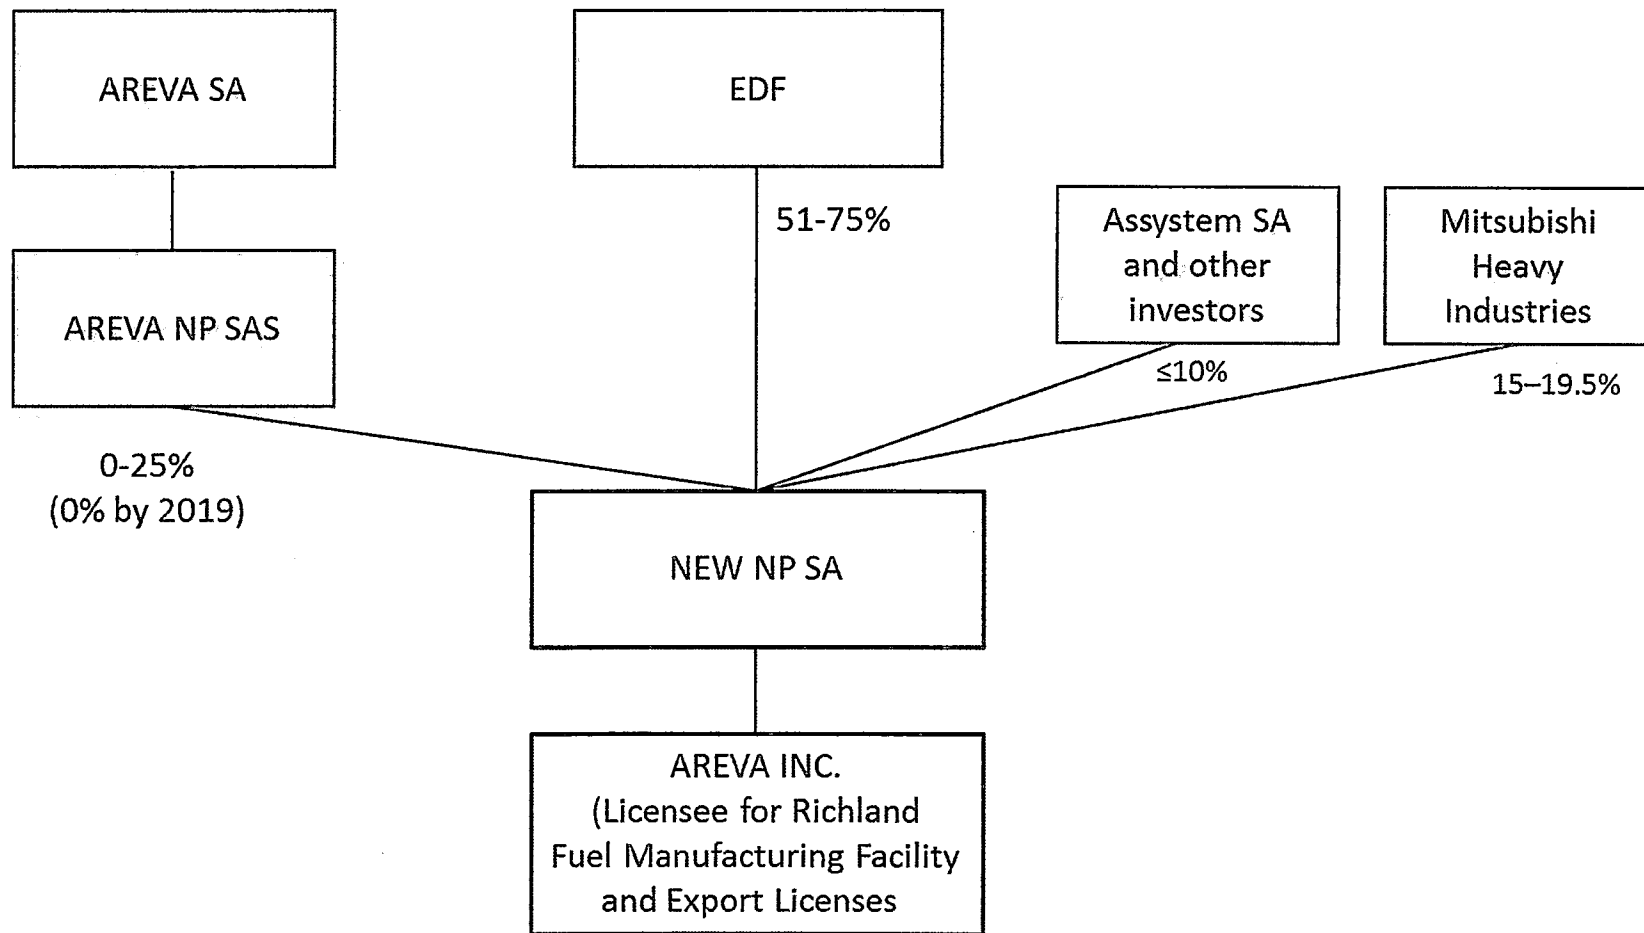 AREVA SA
EDF
51-75%
Assystem SA
and other
investors
Mitsubishi
Heavy
Industries
AREVA NP SAS
≤10%
15–19.5%
0-25%
(0% by 2019)
NEW NP SA
AREVA INC.
(Licensee for Richland
Fuel Manufacturing Facility
and Export Licenses